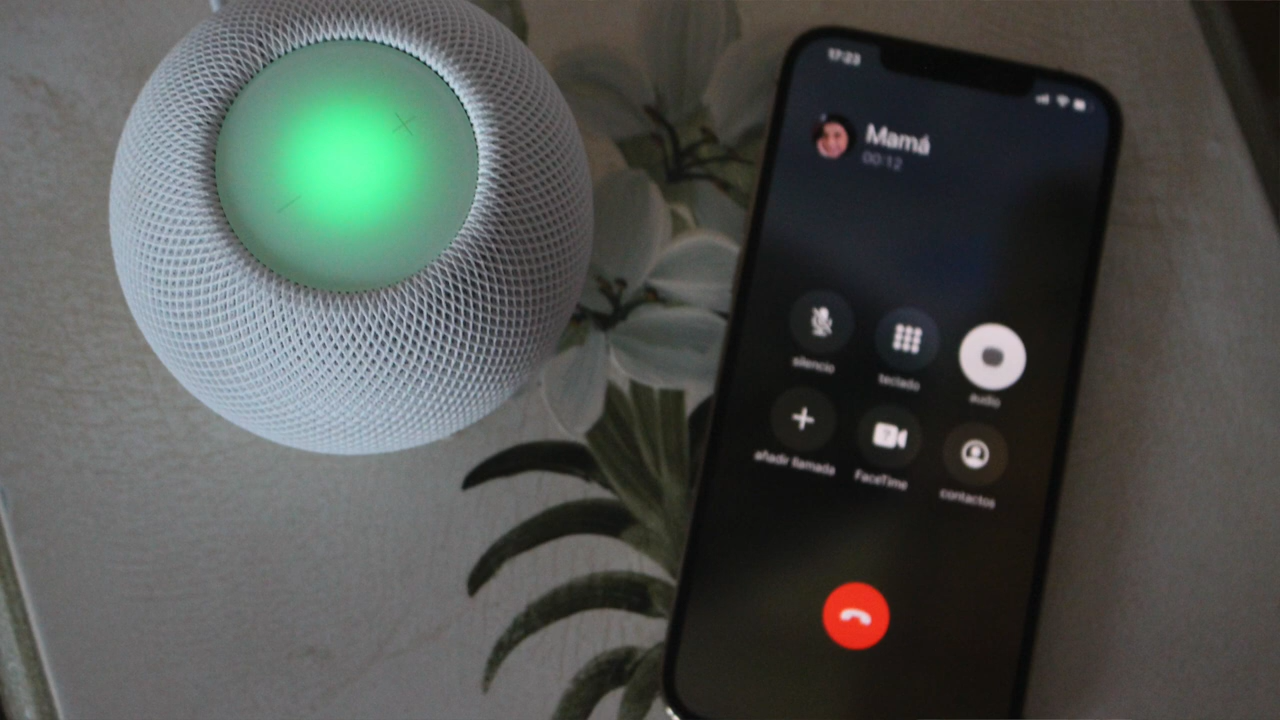 17:23
Mamá
00:12
silencio
teclado
audio
añadir llamada
FaceTime
contactos